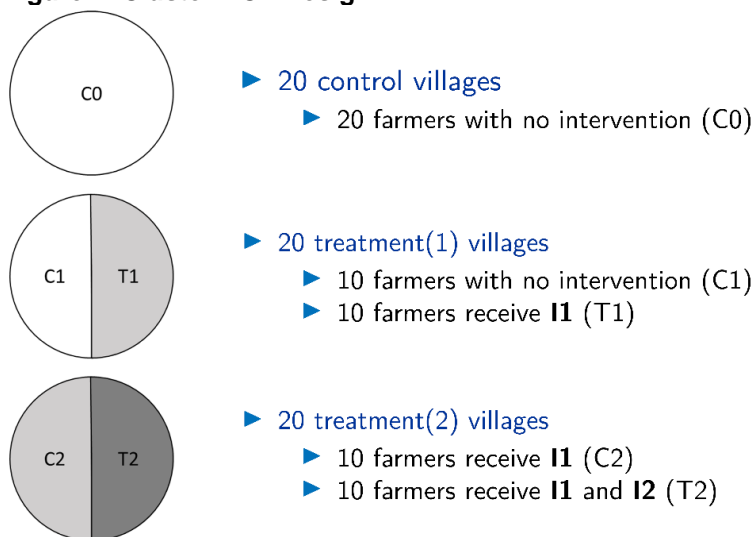 C0
► 20 control villages
► 20 farmers with no intervention (C0)
C1 T1
► 20 treatment(1) villages
► 10 farmers with no intervention (C1)
► 10 farmers receive I1 (T1)
C2 T2
► 20 treatment(2) villages
► 10 farmers receive I1 (C2)
► 10 farmers receive I1 and I2 (T2)